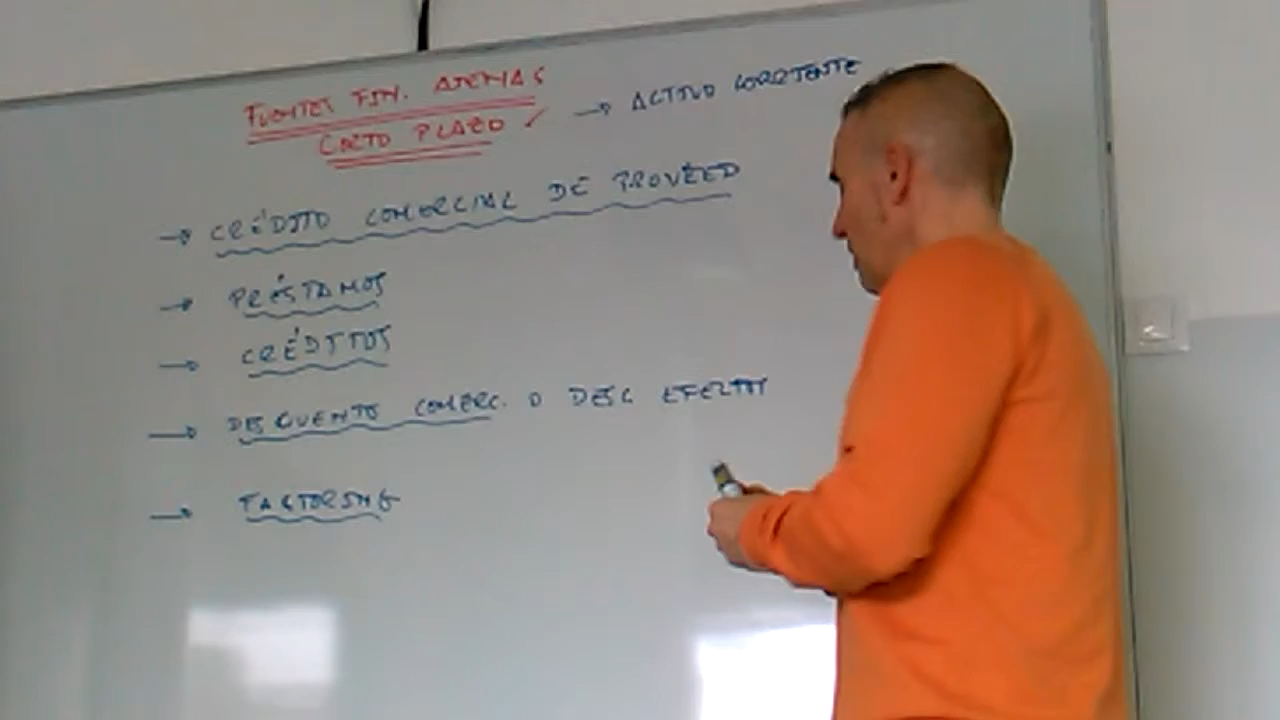 FUENTES FIN. AJENAS
CORTO PLAZO ✓ → ACTIVO CORRIENTE
→ CRÉDITO COMERCIAL DE PROVEED
→ PRÉSTAMOS
→ CRÉDITOS
→ DESCUENTO COMERC. O DESC EFECTOS
→ FACTORING